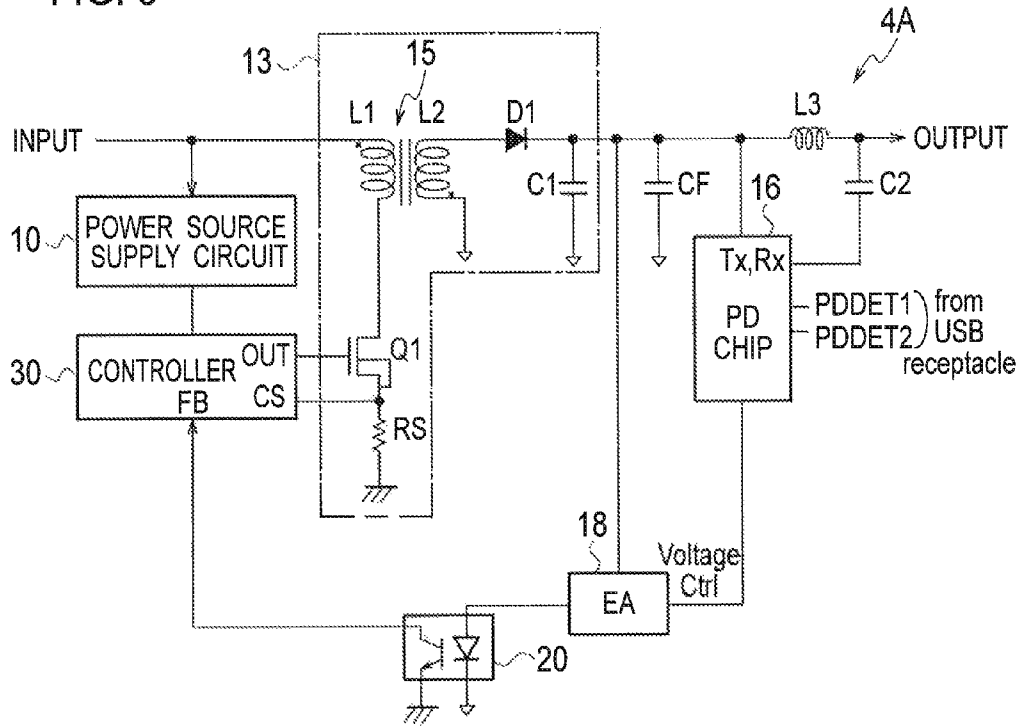 4A
13
15
L1
L2
D1
L3
INPUT
OUTPUT
C1
CF
C2
16
10
POWER SOURCE
SUPPLY CIRCUIT
Tx,Rx
PD
CHIP
PDDET1
PDDET2
from
USB
receptacle
30
CONTROLLER
OUT
FB
CS
Q1
RS
18
EA
Voltage
Ctrl
20